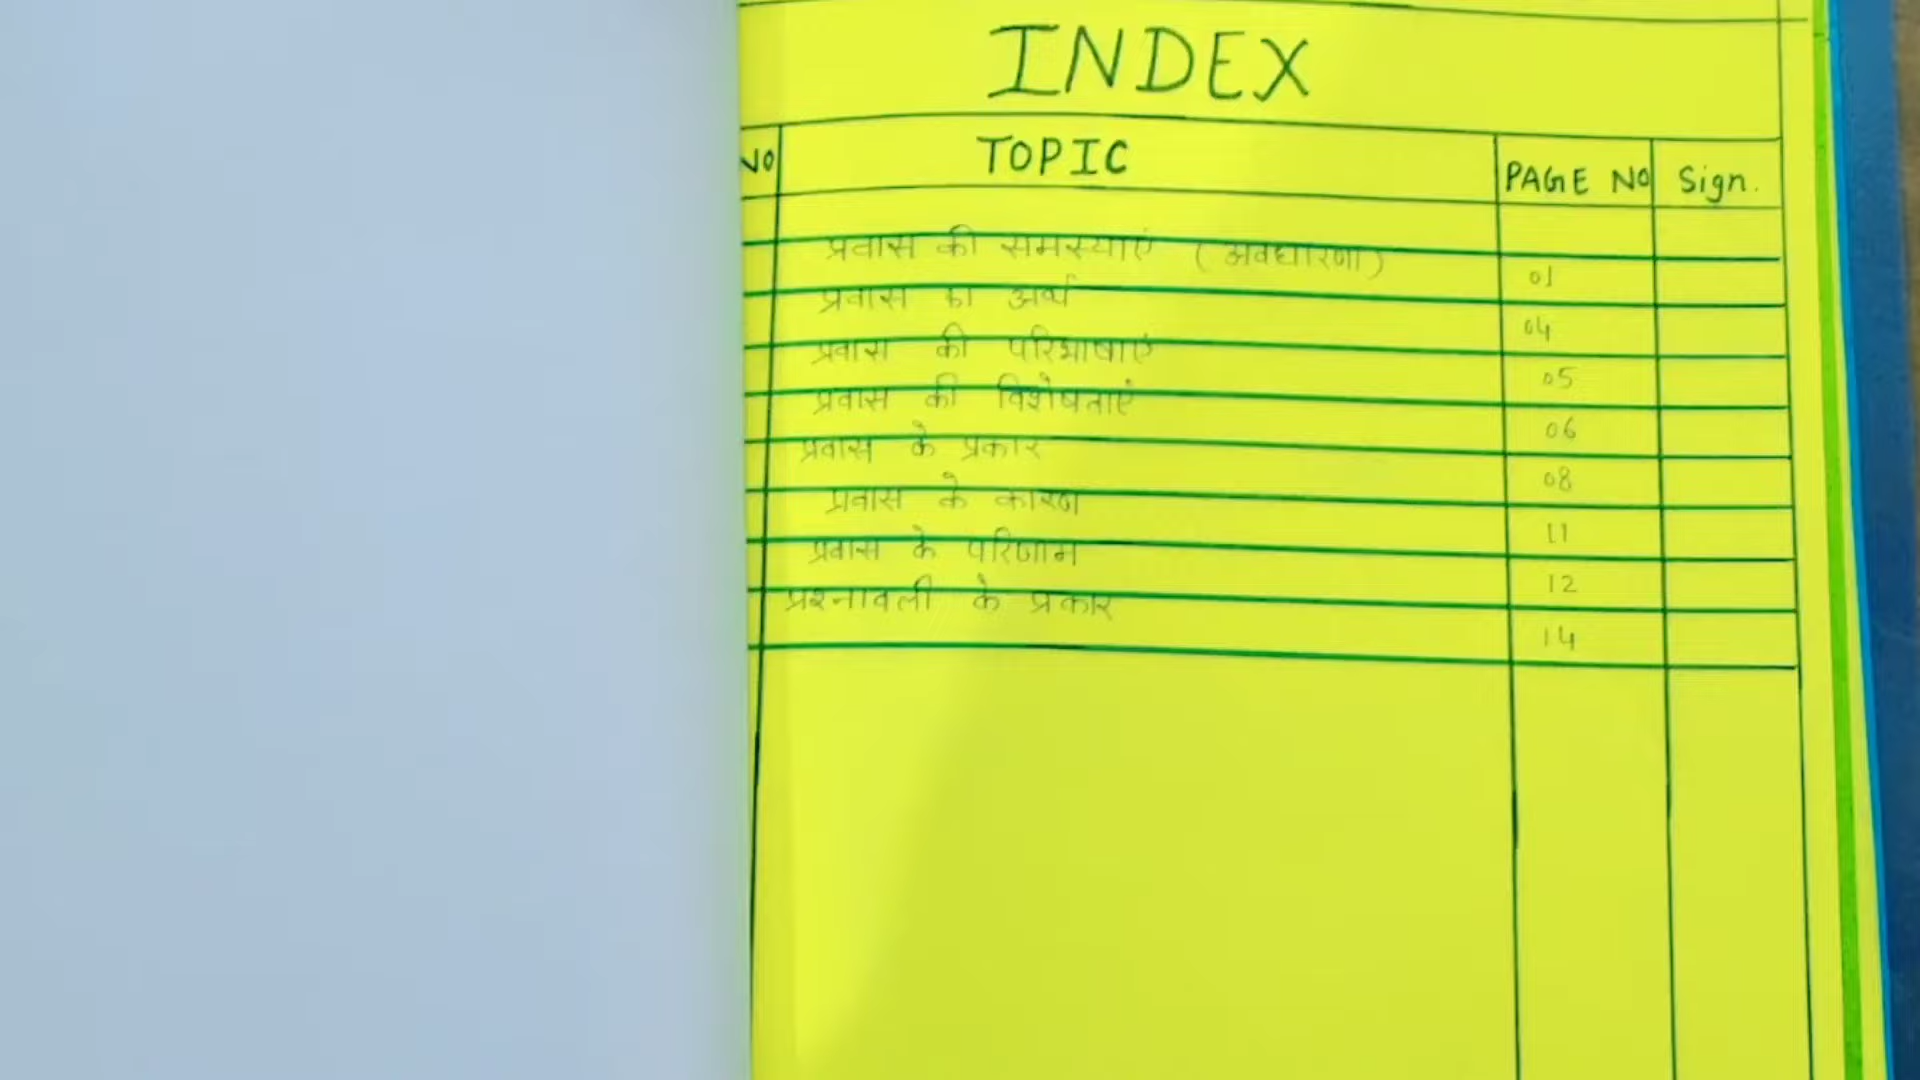 INDEX
NO TOPIC PAGE NO Sign.
प्रवास की समस्याएं (अवधारणा) 01
प्रवास का अर्थ 04
प्रवास की परिभाषाएं 05
प्रवास की विशेषताएं 06
प्रवास के प्रकार 08
प्रवास के कारण 11
प्रवास के परिणाम 12
प्रश्नावली के प्रकार 14